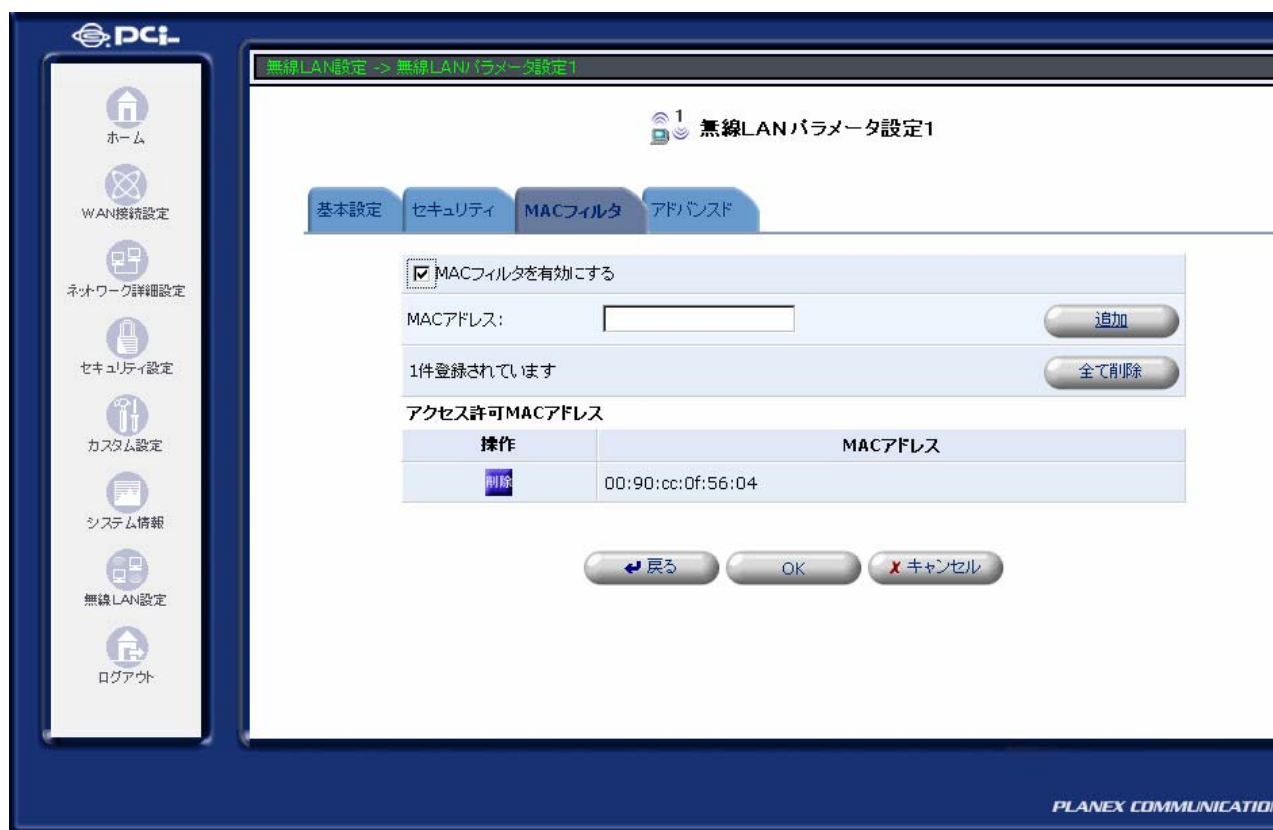 PCi
無線LAN設定 -> 無線LANパラメータ設定1
ホーム
WAN接続設定
ネットワーク詳細設定
セキュリティ設定
カスタム設定
システム情報
無線LAN設定
ログアウト
1 無線LANパラメータ設定1
基本設定 セキュリティ MACフィルタ アドバンスド
MACフィルタを有効にする
MACアドレス: 追加
1件登録されています 全て削除
アクセス許可MACアドレス
操作 MACアドレス
削除 00:90:cc:0f:56:04
戻る OK キャンセル
PLANEX COMMUNICATION